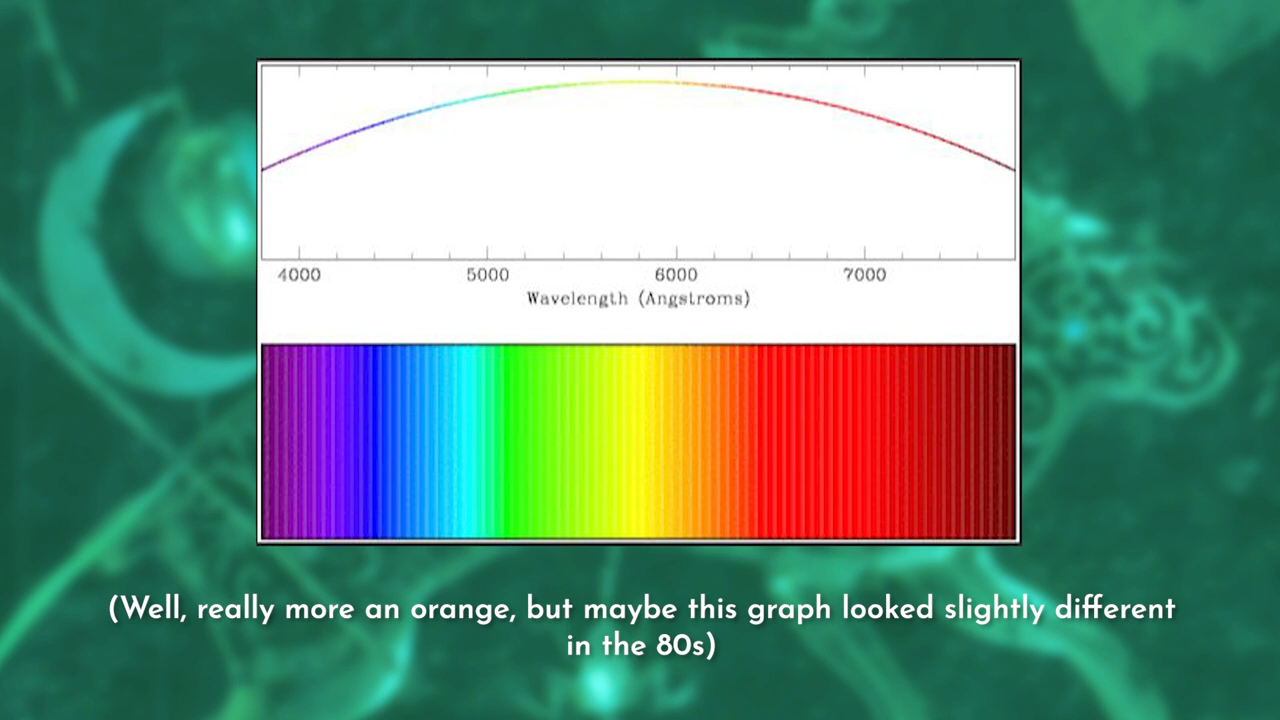 4000 5000 6000 7000
Wavelength (Angstroms)
(Well, really more an orange, but maybe this graph looked slightly different
in the 80s)